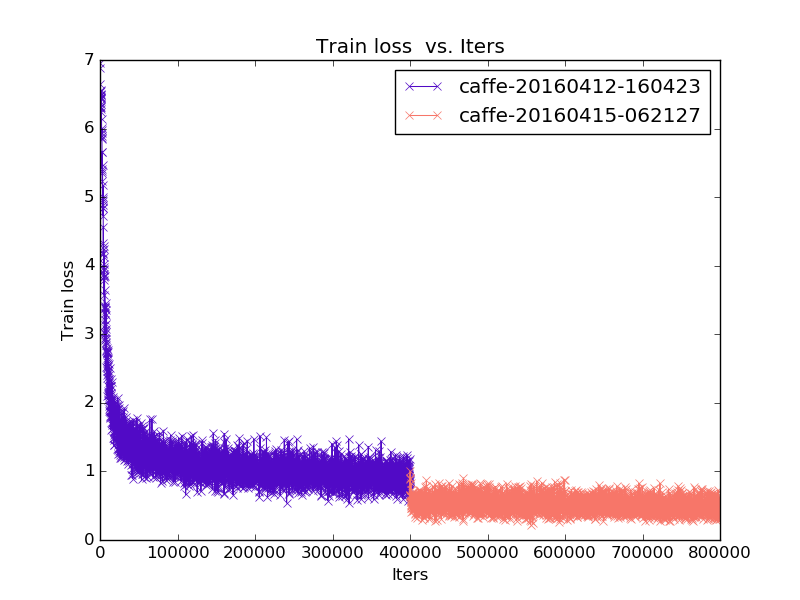 Train loss  vs. Iters
caffe-20160412-160423
caffe-20160415-062127
7
6
5
4
3
2
1
0
Train loss
0 100000 200000 300000 400000 500000 600000 700000 800000
Iters